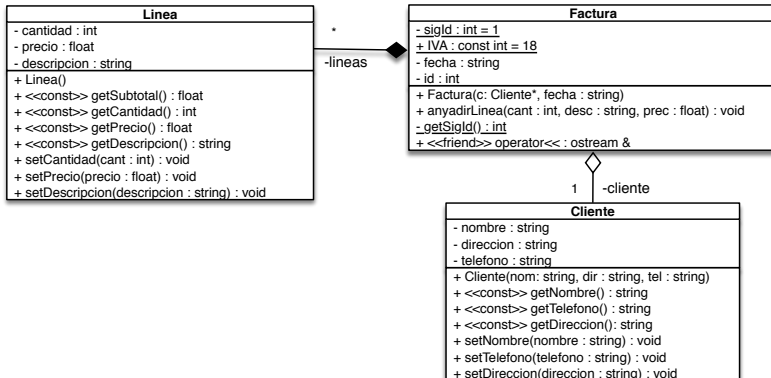 Linea
- cantidad : int
- precio : float
- descripcion : string
+ Linea()
+ <<const>> getSubtotal() : float
+ <<const>> getCantidad() : int
+ <<const>> getPrecio() : float
+ <<const>> getDescripcion() : string
+ setCantidad(cant : int) : void
+ setPrecio(precio : float) : void
+ setDescripcion(descripcion : string) : void
*
-lineas
Factura
- sigId : int = 1
+ IVA : const int = 18
- fecha : string
- id : int
+ Factura(c: Cliente*, fecha : string)
+ anyadirLinea(cant : int, desc : string, prec : float) : void
- getSigId() : int
+ <<friend>> operator<< : ostream &
1 -cliente
Cliente
- nombre : string
- direccion : string
- telefono : string
+ Cliente(nom: string, dir : string, tel : string)
+ <<const>> getNombre() : string
+ <<const>> getTelefono() : string
+ <<const>> getDireccion(): string
+ setNombre(nombre : string) : void
+ setTelefono(telefono : string) : void
+ setDireccion(direccion : string) : void